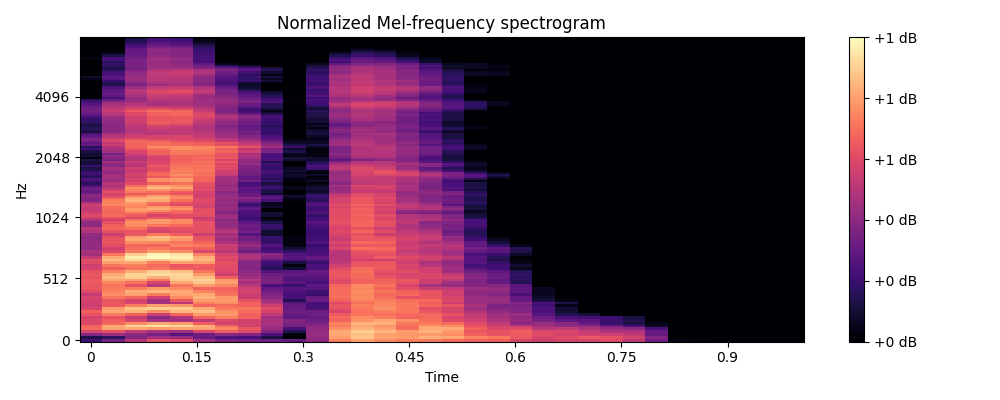 Normalized Mel-frequency spectrogram
Hz
4096
2048
1024
512
0
0 0.15 0.3 0.45 0.6 0.75 0.9
Time
+1 dB
+1 dB
+1 dB
+0 dB
+0 dB
+0 dB